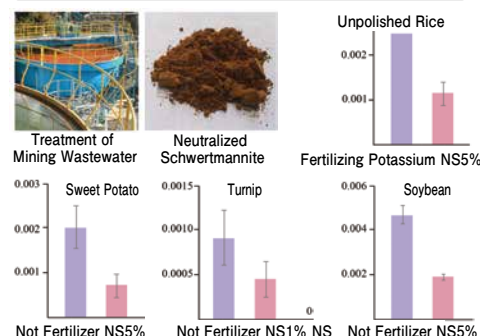 Unpolished Rice
0.002
0.001
Treatment of
Mining Wastewater
Neutralized
Schwertmannite
Fertilizing Potassium NS5%
0.003
Sweet Potato
0.002
0.001
Not Fertilizer NS5%
0.0015
Turnip
0.0010
0.0005
0
Not Fertilizer NS1% NS
0.006
Soybean
0.004
0.002
Not Fertilizer NS5%